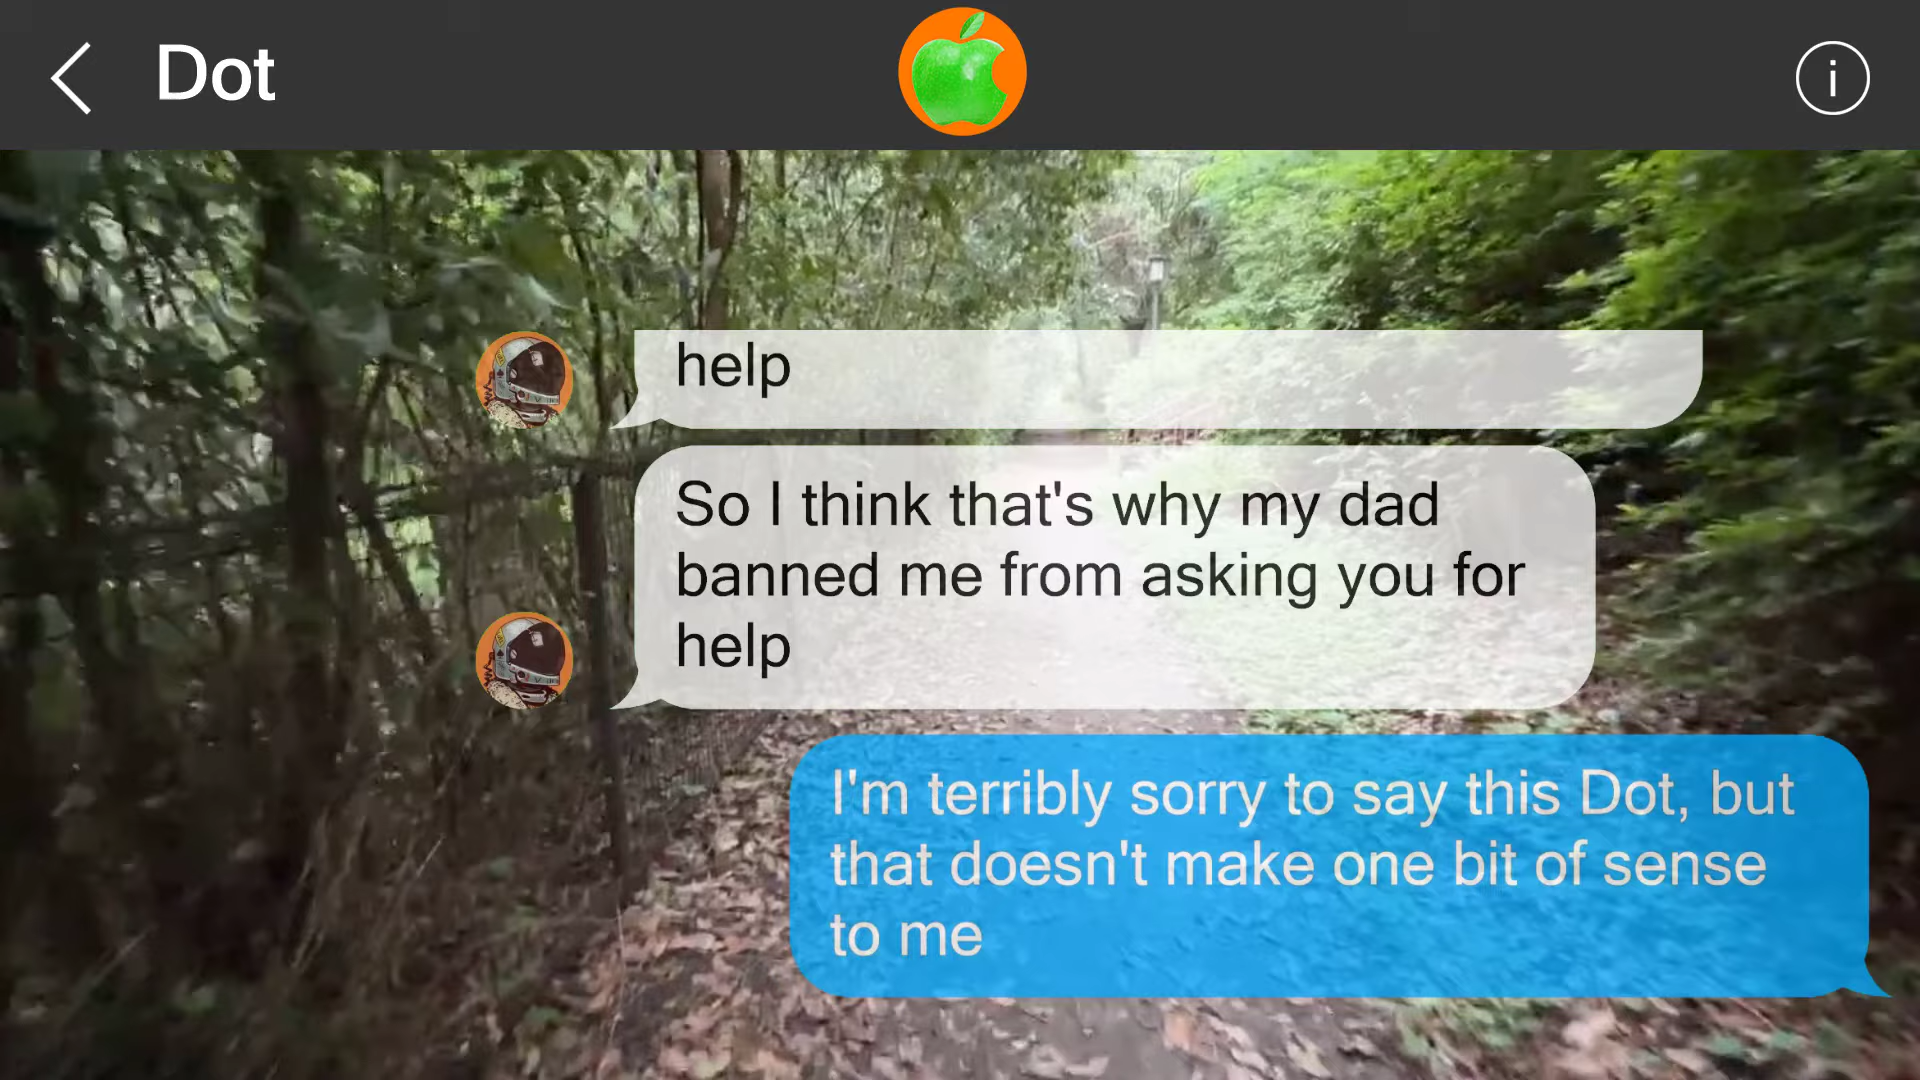 Dot
i
help
So I think that's why my dad
banned me from asking you for
help
I'm terribly sorry to say this Dot, but
that doesn't make one bit of sense
to me